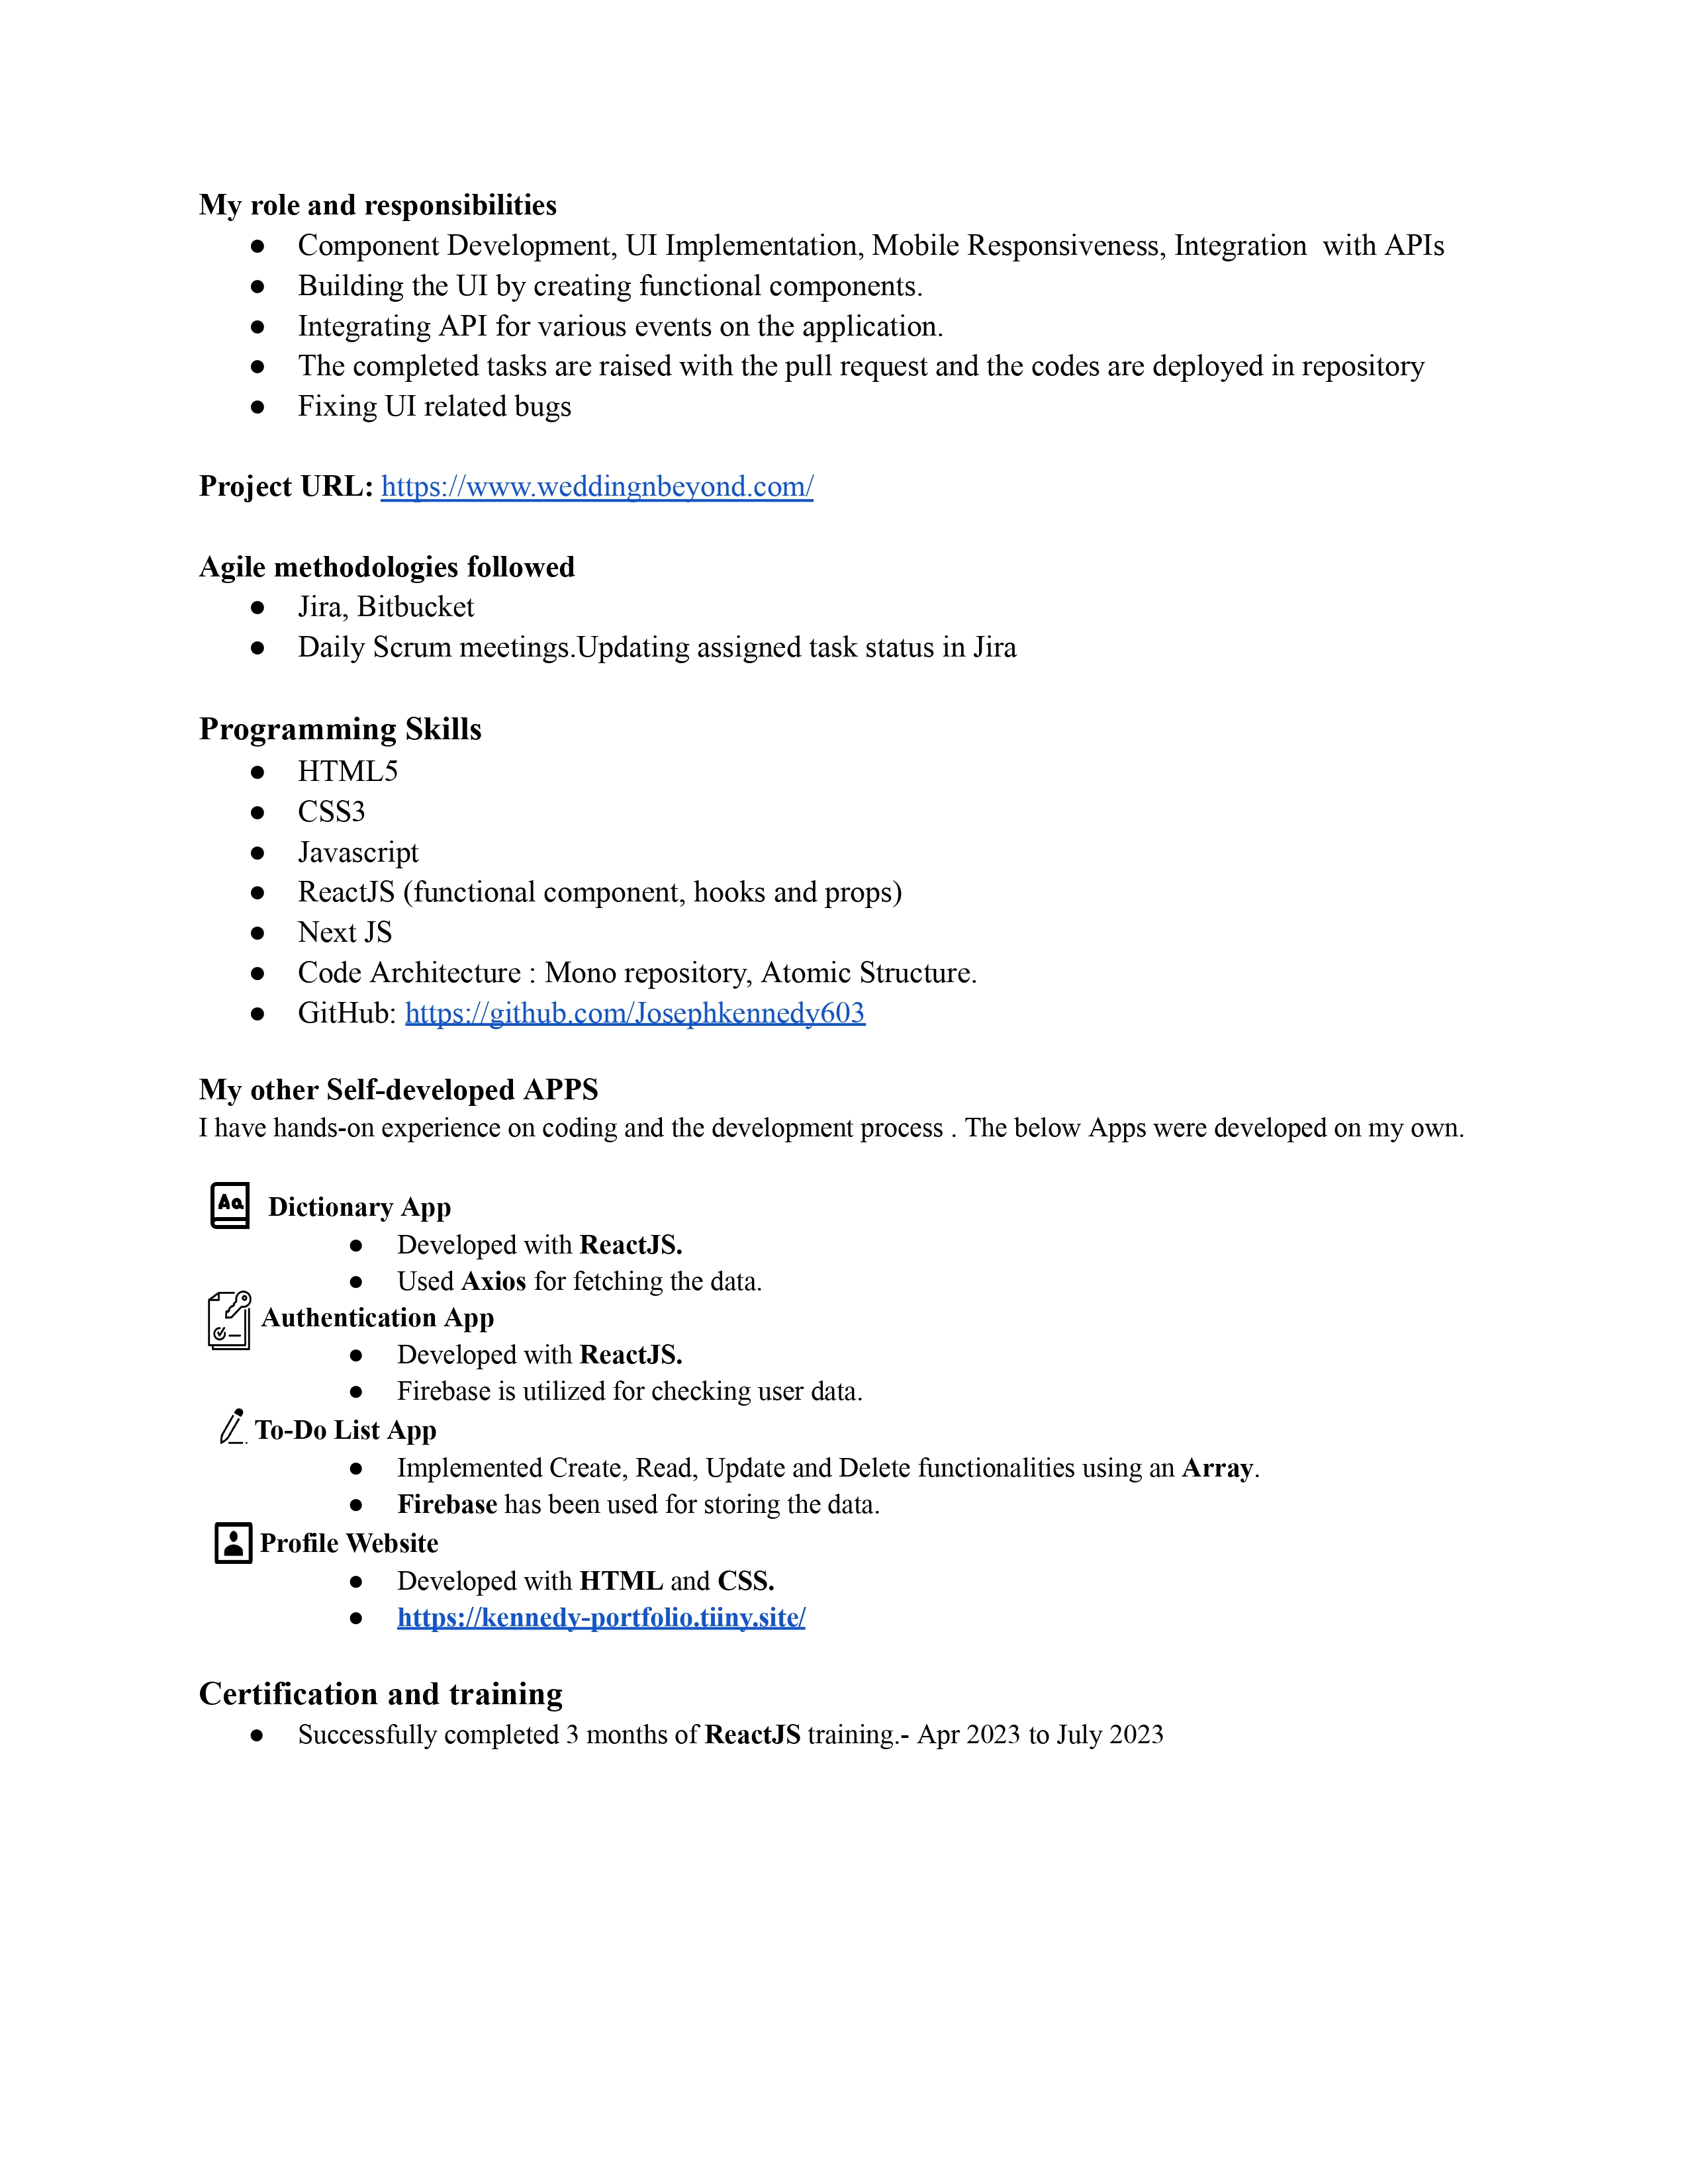 My role and responsibilities
● Component Development, UI Implementation, Mobile Responsiveness, Integration  with APIs
● Building the UI by creating functional components.
● Integrating API for various events on the application.
● The completed tasks are raised with the pull request and the codes are deployed in repository
● Fixing UI related bugs
Project URL: https://www.weddingnbeyond.com/
Agile methodologies followed
● Jira, Bitbucket
● Daily Scrum meetings.Updating assigned task status in Jira
Programming Skills
● HTML5
● CSS3
● Javascript
● ReactJS (functional component, hooks and props)
● Next JS
● Code Architecture : Mono repository, Atomic Structure.
● GitHub: https://github.com/Josephkennedy603
My other Self-developed APPS
I have hands-on experience on coding and the development process . The below Apps were developed on my own.
Aa Dictionary App
● Developed with ReactJS.
● Used Axios for fetching the data.
Authentication App
● Developed with ReactJS.
● Firebase is utilized for checking user data.
To-Do List App
● Implemented Create, Read, Update and Delete functionalities using an Array.
● Firebase has been used for storing the data.
Profile Website
● Developed with HTML and CSS.
● https://kennedy-portfolio.tiiny.site/
Certification and training
● Successfully completed 3 months of ReactJS training.- Apr 2023 to July 2023